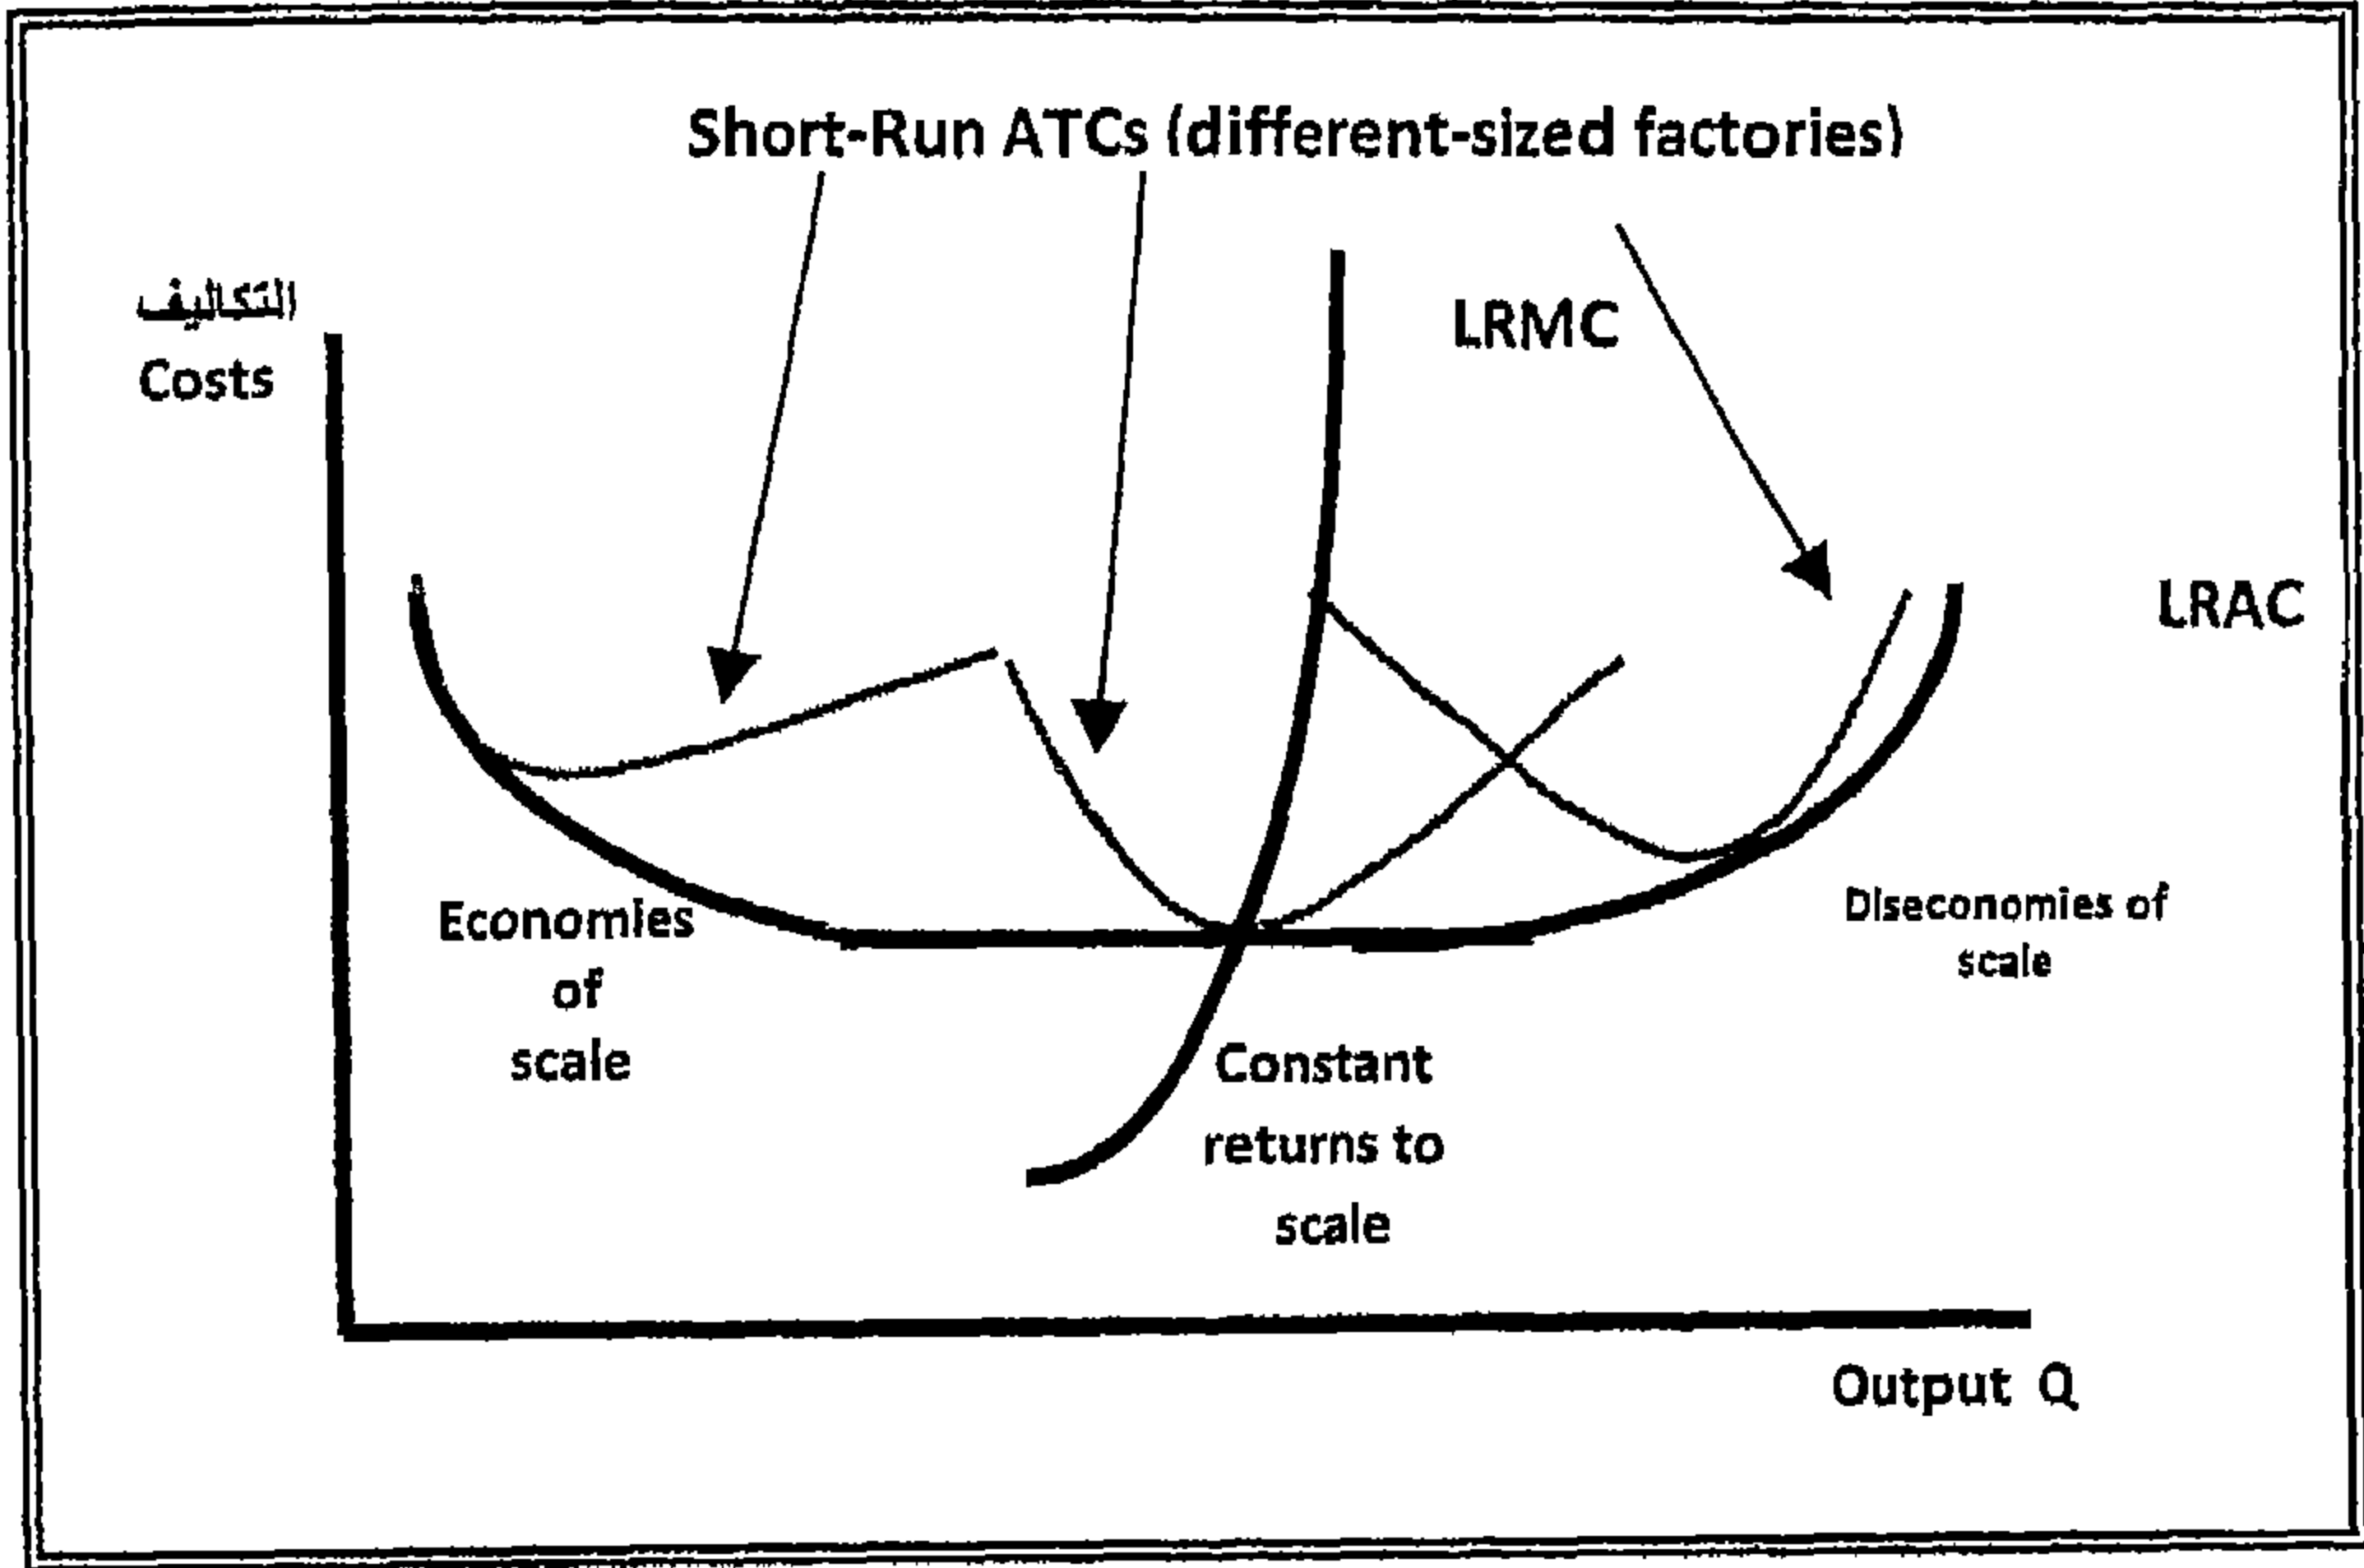 Short-Run ATCs (different-sized factories)
التكاليف
Costs
LRMC
LRAC
Economies
of
scale
Diseconomies of
scale
Constant
returns to
scale
Output Q